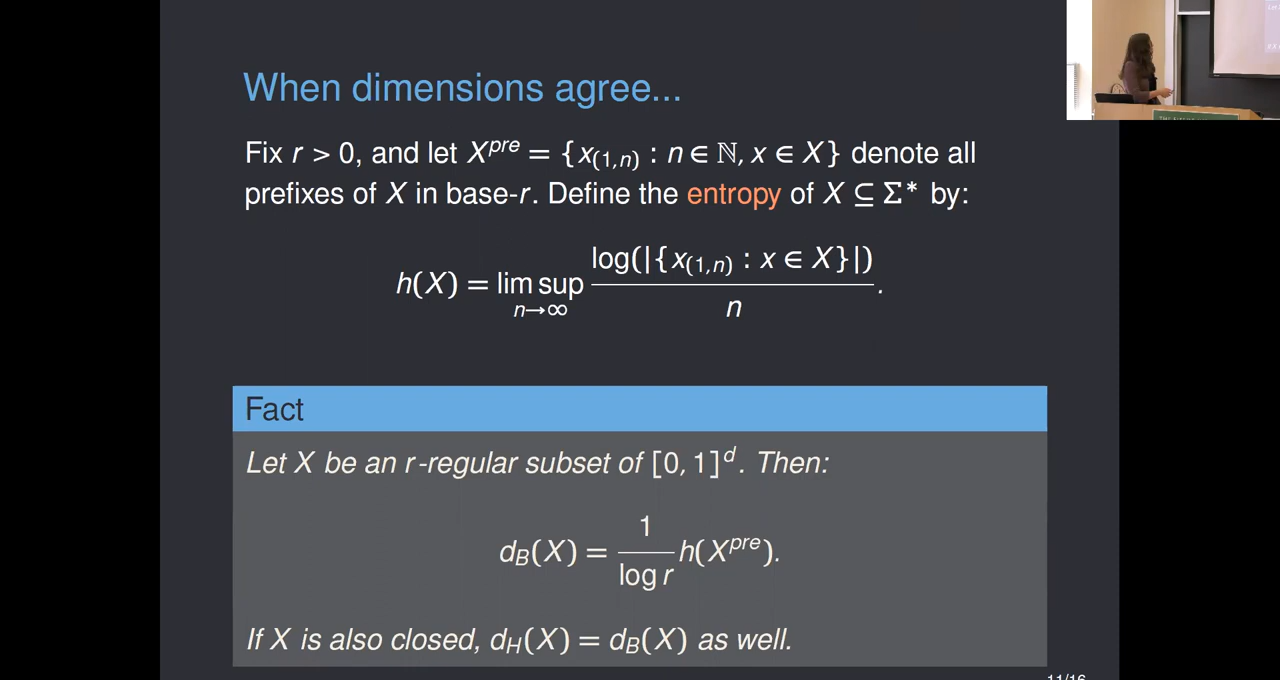 When dimensions agree...
Fix r > 0, and let X^{pre} = {x_{(1,n)} : n ∈ ℕ, x ∈ X} denote all
prefixes of X in base-r. Define the entropy of X ⊆ Σ* by:
h(X) = lim sup_{n→∞} log(|{x_{(1,n)} : x ∈ X}|) / n.
Fact
Let X be an r-regular subset of [0, 1]^d. Then:
d_B(X) = 1 / log r h(X^{pre}).
If X is also closed, d_H(X) = d_B(X) as well.
11/16